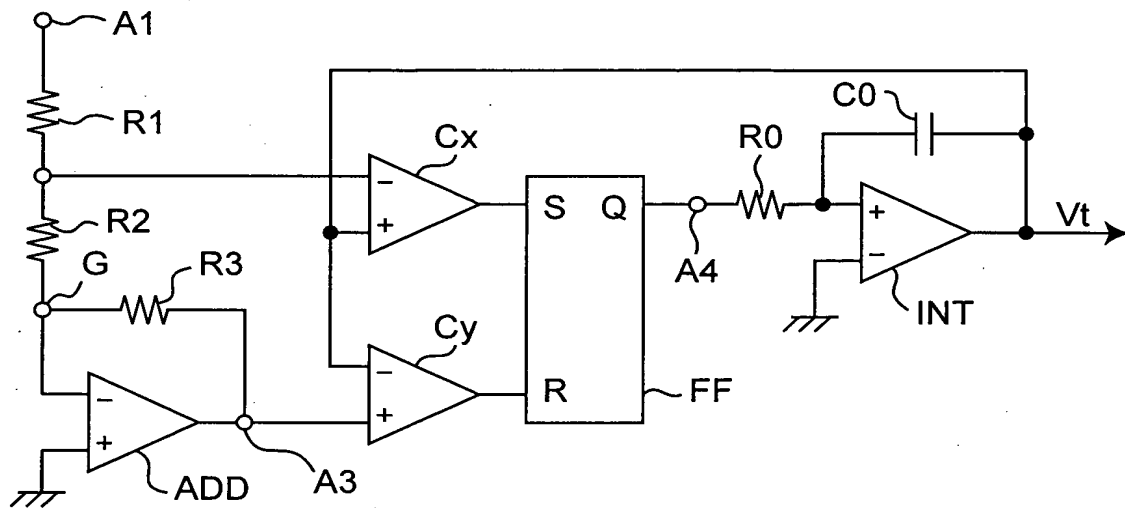 A1
R1
R2
G
R3
−
+
ADD
A3
Cx
−
+
Cy
−
+
S
Q
R
FF
A4
R0
C0
+
−
INT
Vt